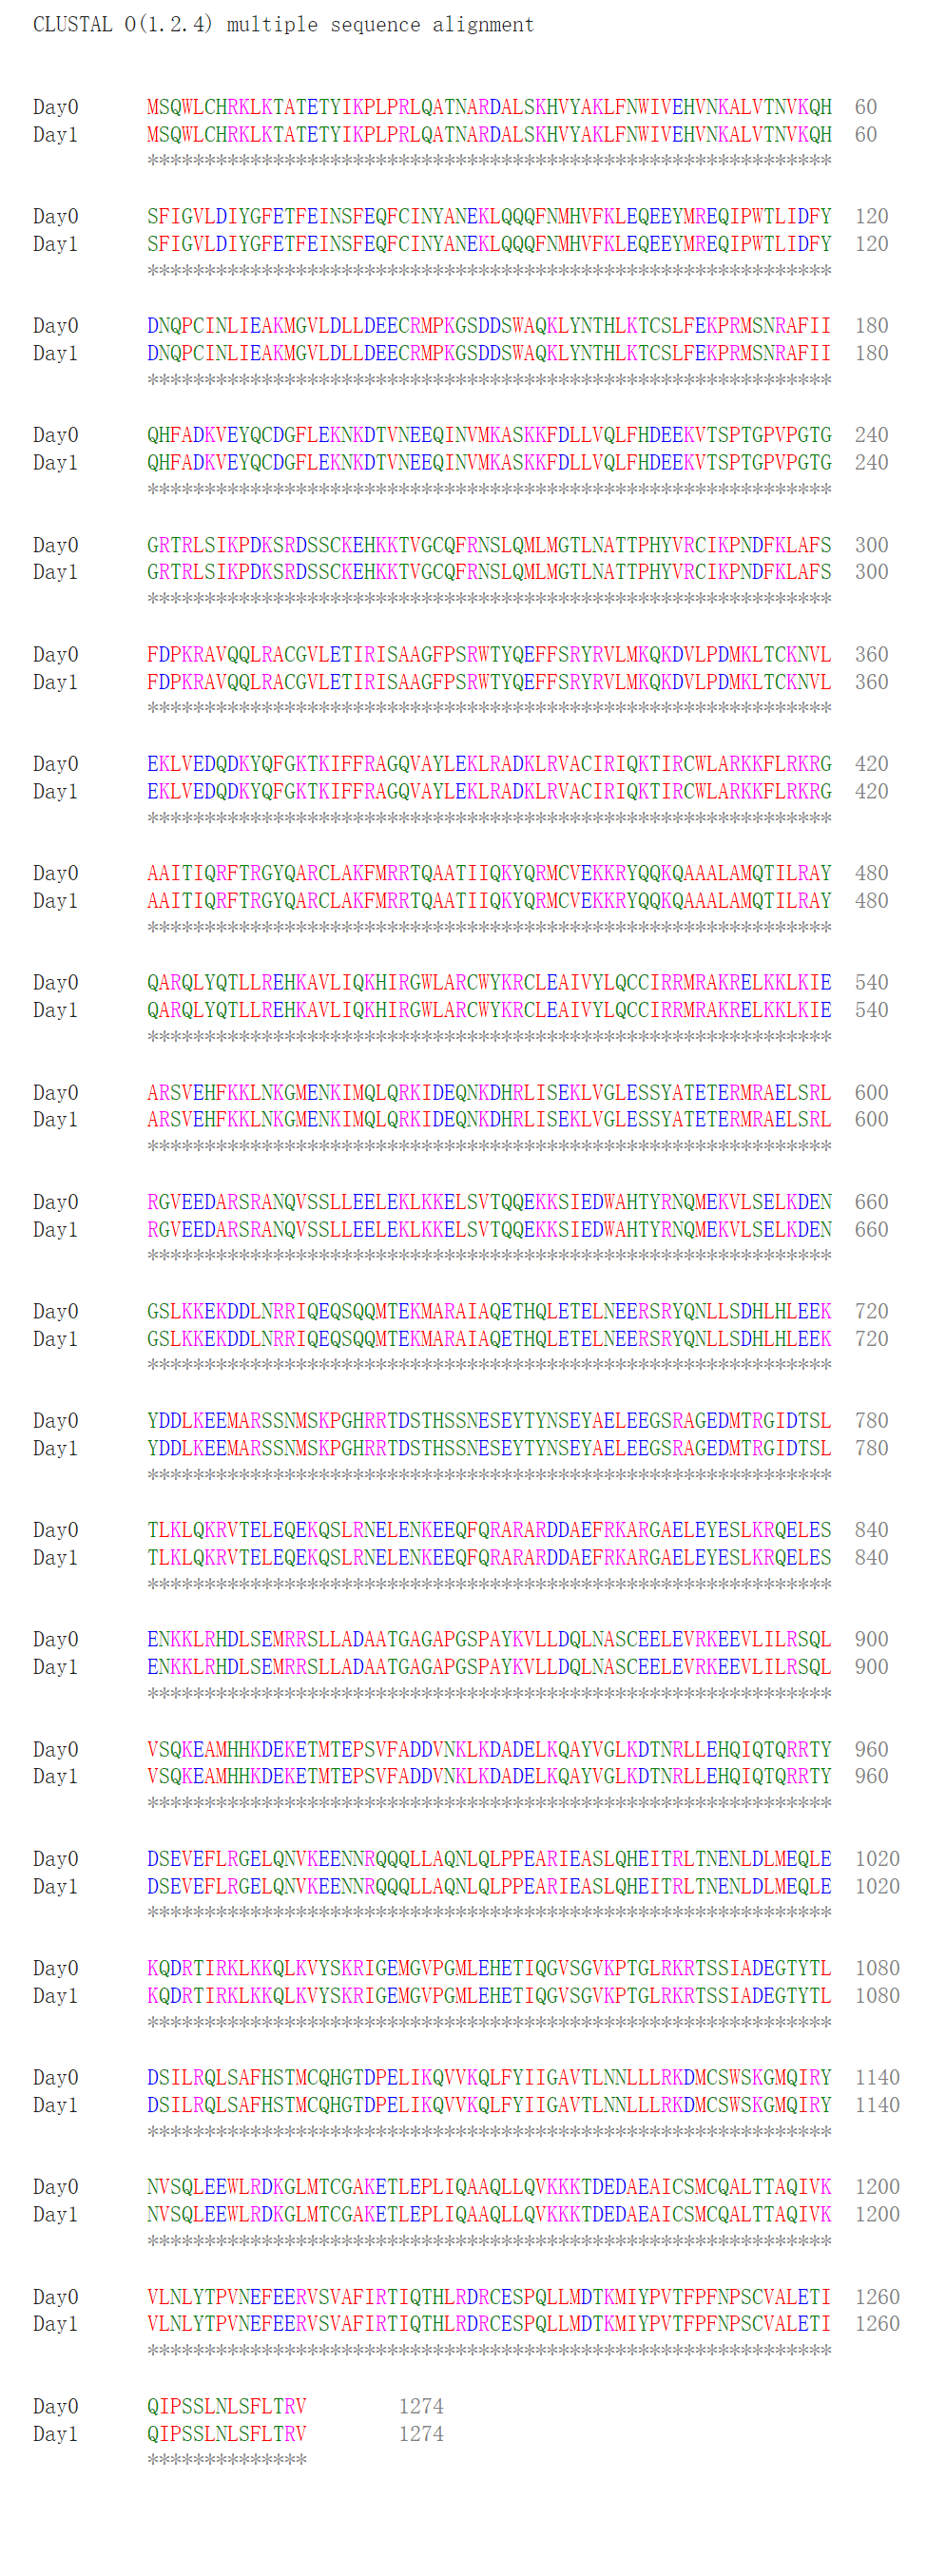 CLUSTAL O(1.2.4) multiple sequence alignment
Day0 MSQWLCHRKLKTATETYIKPLPRLQATNARDALSKHVYAKLFNWIVEHVNKALVTNVKQH 60
Day1 MSQWLCHRKLKTATETYIKPLPRLQATNARDALSKHVYAKLFNWIVEHVNKALVTNVKQH 60
************************************************************
Day0 SFIGVLDIYGFETFEINSFEQFCINYANEKLQQQFNMHVFKLEQEEYMREQIPWTLIDFY 120
Day1 SFIGVLDIYGFETFEINSFEQFCINYANEKLQQQFNMHVFKLEQEEYMREQIPWTLIDFY 120
************************************************************
Day0 DNQPCINLIEAKMGVLDLLDEECRMPKGSDDSWAQKLYNTHLKTCSLFEKPRMSNRAFII 180
Day1 DNQPCINLIEAKMGVLDLLDEECRMPKGSDDSWAQKLYNTHLKTCSLFEKPRMSNRAFII 180
************************************************************
Day0 QHFADKVEYQCDGFLEKNKDTVNEEQINVMKASKKFDLLVQLFHDEEKVTSPTGPVPGTG 240
Day1 QHFADKVEYQCDGFLEKNKDTVNEEQINVMKASKKFDLLVQLFHDEEKVTSPTGPVPGTG 240
************************************************************
Day0 GRTRLSIKPDKSRDSSCKEHKKTVGCQFRNSLQMLMGTLNATTPHYVRCIKPNDFKLAFS 300
Day1 GRTRLSIKPDKSRDSSCKEHKKTVGCQFRNSLQMLMGTLNATTPHYVRCIKPNDFKLAFS 300
************************************************************
Day0 FDPKRAVQQLRACGVLETIRISAAGFPSRWTYQEFFSRYRVLMKQKDVLPDMKLTCKNVL 360
Day1 FDPKRAVQQLRACGVLETIRISAAGFPSRWTYQEFFSRYRVLMKQKDVLPDMKLTCKNVL 360
************************************************************
Day0 EKLVEDQDKYQFGKTKIFFRAGQVAYLEKLRADKLRVACIRIQKTIRCWLARKKFLRKRG 420
Day1 EKLVEDQDKYQFGKTKIFFRAGQVAYLEKLRADKLRVACIRIQKTIRCWLARKKFLRKRG 420
************************************************************
Day0 AAITIQRFTRGYQARCLAKFMRRTQAATIIQKYQRMCVEKKRYQQKQAAALAMQTILRAY 480
Day1 AAITIQRFTRGYQARCLAKFMRRTQAATIIQKYQRMCVEKKRYQQKQAAALAMQTILRAY 480
************************************************************
Day0 QARQLYQTLLREHKAVLIQKHIRGWLARCWYKRCLEAIVYLQCCIRRMRAKRELKKLKIE 540
Day1 QARQLYQTLLREHKAVLIQKHIRGWLARCWYKRCLEAIVYLQCCIRRMRAKRELKKLKIE 540
************************************************************
Day0 ARSVEHFKKLNKGMENKIMQLQRKIDEQNKDHRLISEKLVGLESSYATETERMRAELSRL 600
Day1 ARSVEHFKKLNKGMENKIMQLQRKIDEQNKDHRLISEKLVGLESSYATETERMRAELSRL 600
************************************************************
Day0 RGVEEDARSRANQVSSLLEELEKLKKELSVTQQEKKSIEDWAHTYRNQMEKVLSELKDEN 660
Day1 RGVEEDARSRANQVSSLLEELEKLKKELSVTQQEKKSIEDWAHTYRNQMEKVLSELKDEN 660
************************************************************
Day0 GSLKKEKDDLNRRIQEQSQQMTEKMARAIAQETHQLETELNEERSRYQNLLSDHLHLEEK 720
Day1 GSLKKEKDDLNRRIQEQSQQMTEKMARAIAQETHQLETELNEERSRYQNLLSDHLHLEEK 720
************************************************************
Day0 YDDLKEEMARSSNMSKPGHRRTDSTHSSNESEYTYNSEYAELEEGSRAGEDMTRGIDTSL 780
Day1 YDDLKEEMARSSNMSKPGHRRTDSTHSSNESEYTYNSEYAELEEGSRAGEDMTRGIDTSL 780
************************************************************
Day0 TLKLQKRVTELEQEKQSLRNELENKEEQFQRARARDDAEFRKARGAELEYESLKRQELES 840
Day1 TLKLQKRVTELEQEKQSLRNELENKEEQFQRARARDDAEFRKARGAELEYESLKRQELES 840
************************************************************
Day0 ENKKLRHDLSEMRRSLLADAATGAGAPGSPAYKVLLDQLNASCEELEVRKEEVLILRSQL 900
Day1 ENKKLRHDLSEMRRSLLADAATGAGAPGSPAYKVLLDQLNASCEELEVRKEEVLILRSQL 900
************************************************************
Day0 VSQKEAMHHKDEKETMTEPSVFADDVNKLKDADELKQAYVGLKDTNRLLEHQIQTQRRTY 960
Day1 VSQKEAMHHKDEKETMTEPSVFADDVNKLKDADELKQAYVGLKDTNRLLEHQIQTQRRTY 960
************************************************************
Day0 DSEVEFLRGELQNVKEENNRQQQLLAQNLQLPPEARIEASLQHEITRLTNENLDLMEQLE 1020
Day1 DSEVEFLRGELQNVKEENNRQQQLLAQNLQLPPEARIEASLQHEITRLTNENLDLMEQLE 1020
************************************************************
Day0 KQDRTIRKLKKQLKVYSKRIGEMGVPGMLEHETIQGVSGVKPTGLRKRTSSIADEGTYTL 1080
Day1 KQDRTIRKLKKQLKVYSKRIGEMGVPGMLEHETIQGVSGVKPTGLRKRTSSIADEGTYTL 1080
************************************************************
Day0 DSILRQLSAFHSTMCQHGTDPELIKQVVKQLFYIIGAVTLNNLLLRKDMCSWSKGMQIRY 1140
Day1 DSILRQLSAFHSTMCQHGTDPELIKQVVKQLFYIIGAVTLNNLLLRKDMCSWSKGMQIRY 1140
************************************************************
Day0 NVSQLEEWLRDKGLMTCGAKETLEPLIQAAQLLQVKKKTDEDAEAICSMCQALTTAQIVK 1200
Day1 NVSQLEEWLRDKGLMTCGAKETLEPLIQAAQLLQVKKKTDEDAEAICSMCQALTTAQIVK 1200
************************************************************
Day0 VLNLYTPVNEFEERVSVAFIRTIQTHLRDRCESPQLLMDTKMIYPVTFPFNPSCVALETI 1260
Day1 VLNLYTPVNEFEERVSVAFIRTIQTHLRDRCESPQLLMDTKMIYPVTFPFNPSCVALETI 1260
************************************************************
Day0 QIPSSLNLSFLTRV 1274
Day1 QIPSSLNLSFLTRV 1274
**************